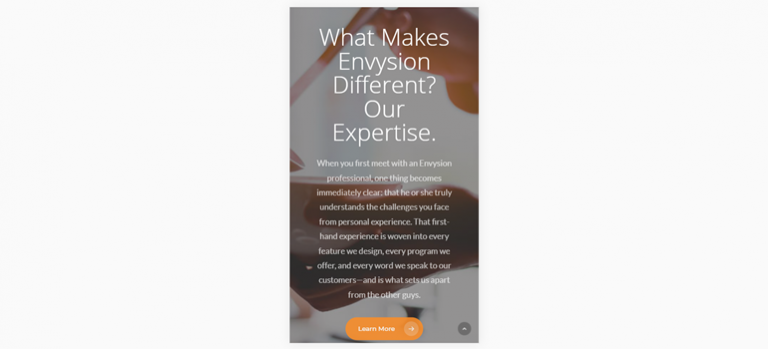 What Makes
Envysion
Different?
Our
Expertise.
When you first meet with an Envysion
professional, one thing becomes
immediately clear: that he or she truly
understands the challenges you face
from personal experience. That first-
hand experience is woven into every
feature we design, every program we
offer, and every word we speak to our
customers—and is what sets us apart
from the other guys.
Learn More